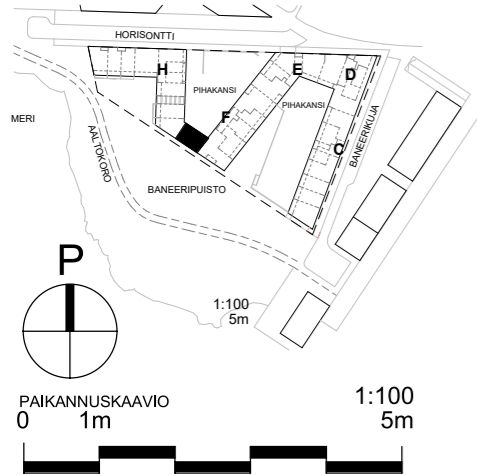 HORISONTTI
H
E
D
PIHAKANSI
PIHAKANSI
F
C
MERI
AALTOKORO
BANEERIKUJA
BANEERIPUISTO
P
1:100
5m
PAIKANNUSKAAVIO
1:100
0 1m 5m